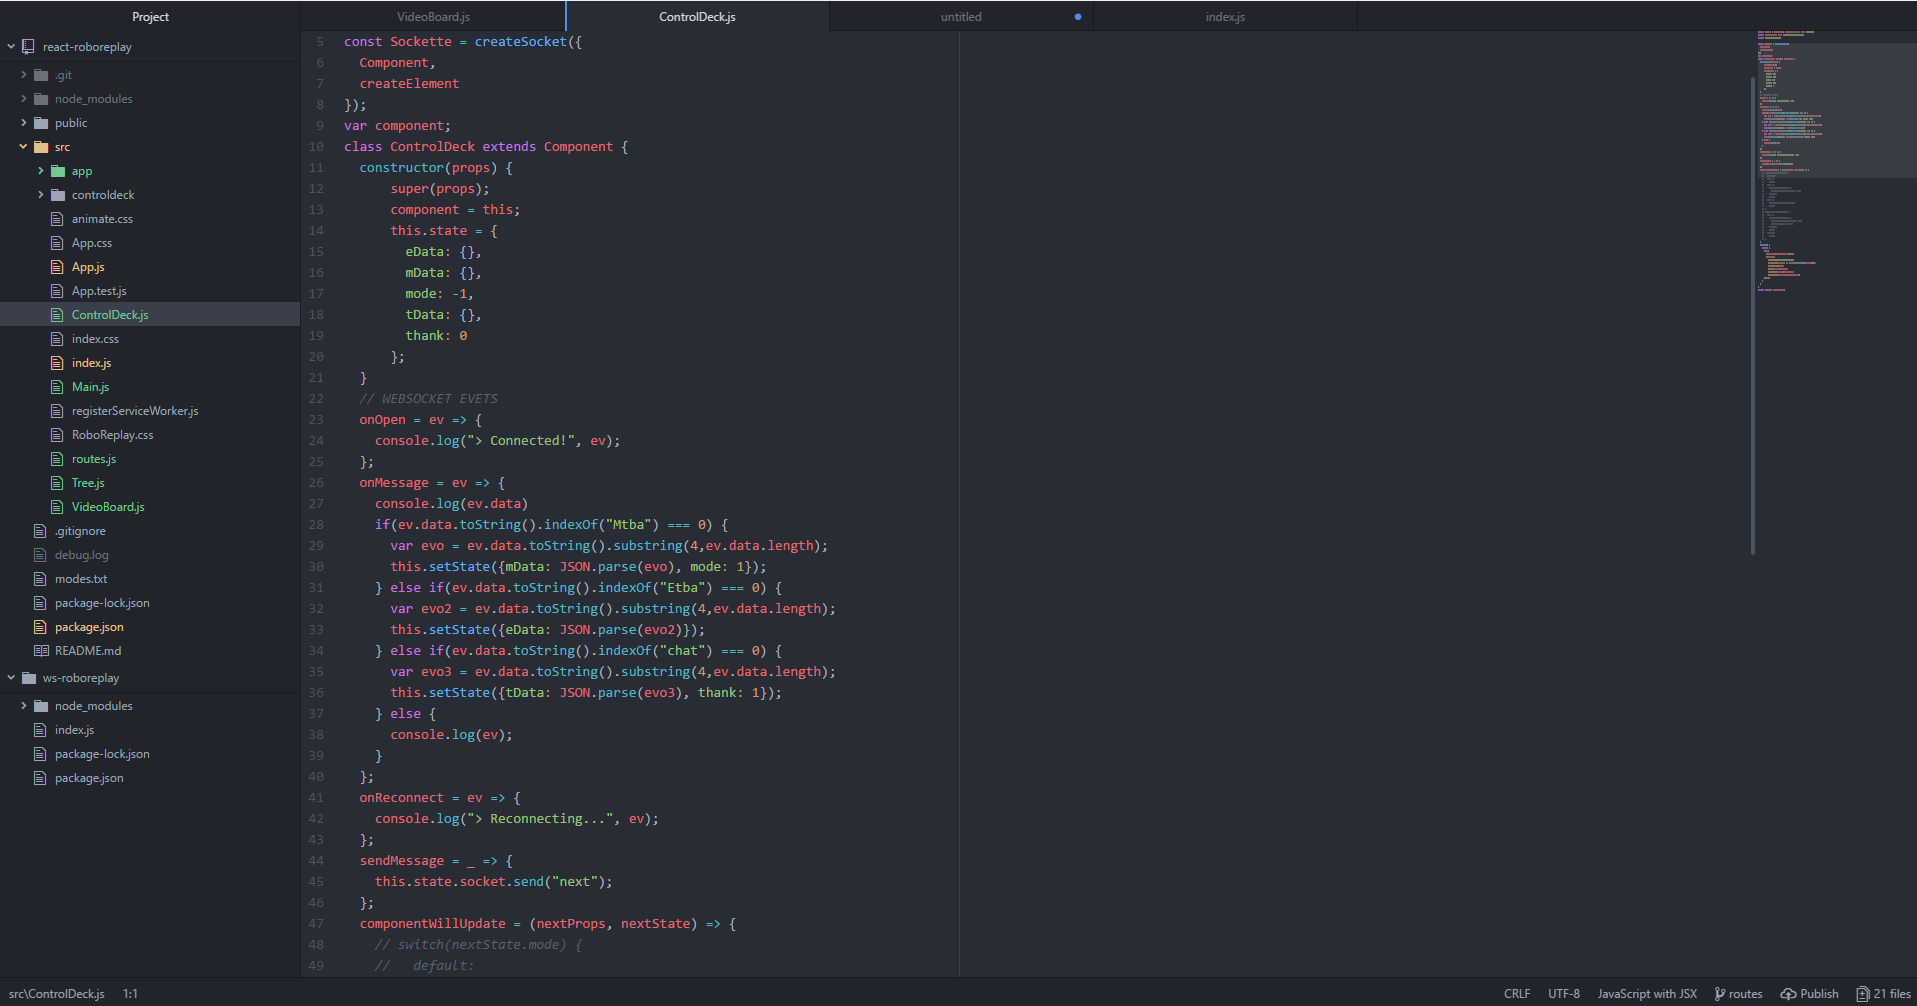 Project
react-roboreplay
.git
node_modules
public
src
app
controldeck
animate.css
App.css
App.js
App.test.js
ControlDeck.js
index.css
index.js
Main.js
registerServiceWorker.js
RoboReplay.css
routes.js
Tree.js
VideoBoard.js
.gitignore
debug.log
modes.txt
package-lock.json
package.json
README.md
ws-roboreplay
node_modules
index.js
package-lock.json
package.json
VideoBoard.js
ControlDeck.js
untitled
index.js
5 const Sockette = createSocket({
6   Component,
7   createElement
8 });
9 var component;
10 class ControlDeck extends Component {
11   constructor(props) {
12       super(props);
13       component = this;
14       this.state = {
15         eData: {},
16         mData: {},
17         mode: -1,
18         tData: {},
19         thank: 0
20       };
21   }
22   // WEBSOCKET EVETS
23   onOpen = ev => {
24     console.log("> Connected!", ev);
25   };
26   onMessage = ev => {
27     console.log(ev.data)
28     if(ev.data.toString().indexOf("Mtba") === 0) {
29       var evo = ev.data.toString().substring(4,ev.data.length);
30       this.setState({mData: JSON.parse(evo), mode: 1});
31     } else if(ev.data.toString().indexOf("Etba") === 0) {
32       var evo2 = ev.data.toString().substring(4,ev.data.length);
33       this.setState({eData: JSON.parse(evo2)});
34     } else if(ev.data.toString().indexOf("chat") === 0) {
35       var evo3 = ev.data.toString().substring(4,ev.data.length);
36       this.setState({tData: JSON.parse(evo3), thank: 1});
37     } else {
38       console.log(ev);
39     }
40   };
41   onReconnect = ev => {
42     console.log("> Reconnecting...", ev);
43   };
44   sendMessage = _ => {
45     this.state.socket.send("next");
46   };
47   componentWillUpdate = (nextProps, nextState) => {
48     // switch(nextState.mode) {
49     //   default:
src\ControlDeck.js 1:1
CRLF UTF-8 JavaScript with JSX routes Publish 21 files